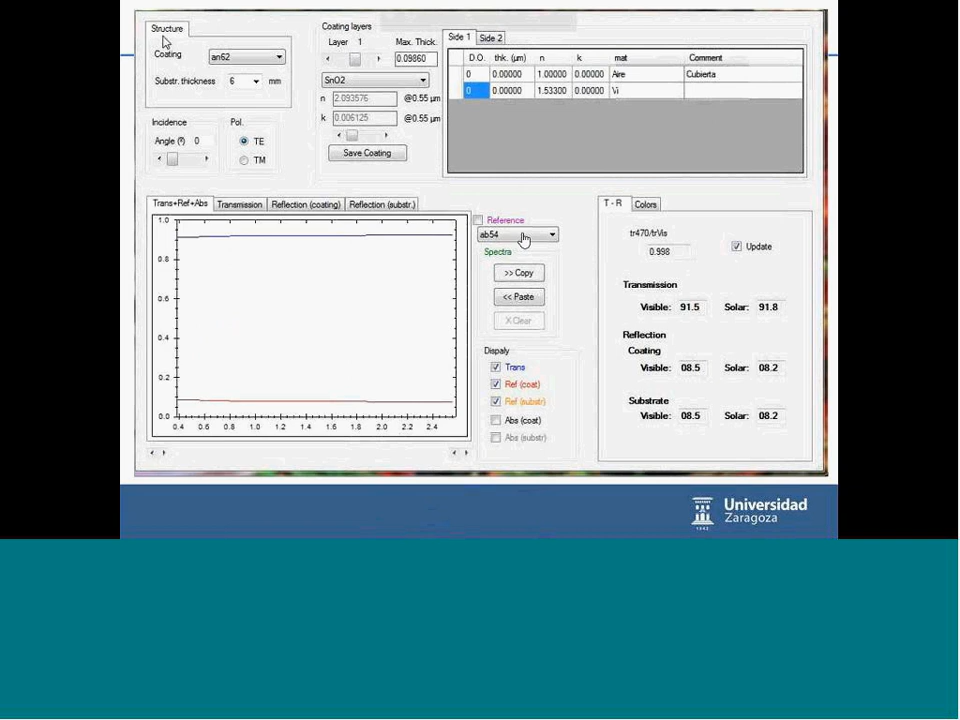 Structure
Coating an62
Substr. thickness 6 mm
Incidence
Angle (º) 0
Pol.
TE
TM
Coating layers
Layer 1 Max. Thick.
0.09860
SnO2
n 2.093576 @0.55 µm
k 0.006125 @0.55 µm
Save Coating
Side 1 Side 2
D.O. thk. (µm) n k mat Comment
0 0.00000 1.00000 0.00000 Aire Cubierta
0 0.00000 1.53300 0.00000 Vi
Trans+Ref+Abs Transmission Reflection (coating) Reflection (substr.)
1.0
0.8
0.6
0.4
0.2
0.0
0.4 0.6 0.8 1.0 1.2 1.4 1.6 1.8 2.0 2.2 2.4
Reference
ab54
Spectra
>> Copy
<< Paste
X Clear
Dispaly
Trans
Ref (coat)
Ref (substr)
Abs (coat)
Abs (substr)
T - R Colors
tr470/trVis
0.998
Update
Transmission
Visible: 91.5 Solar: 91.8
Reflection
Coating
Visible: 08.5 Solar: 08.2
Substrate
Visible: 08.5 Solar: 08.2
Universidad
Zaragoza
1542